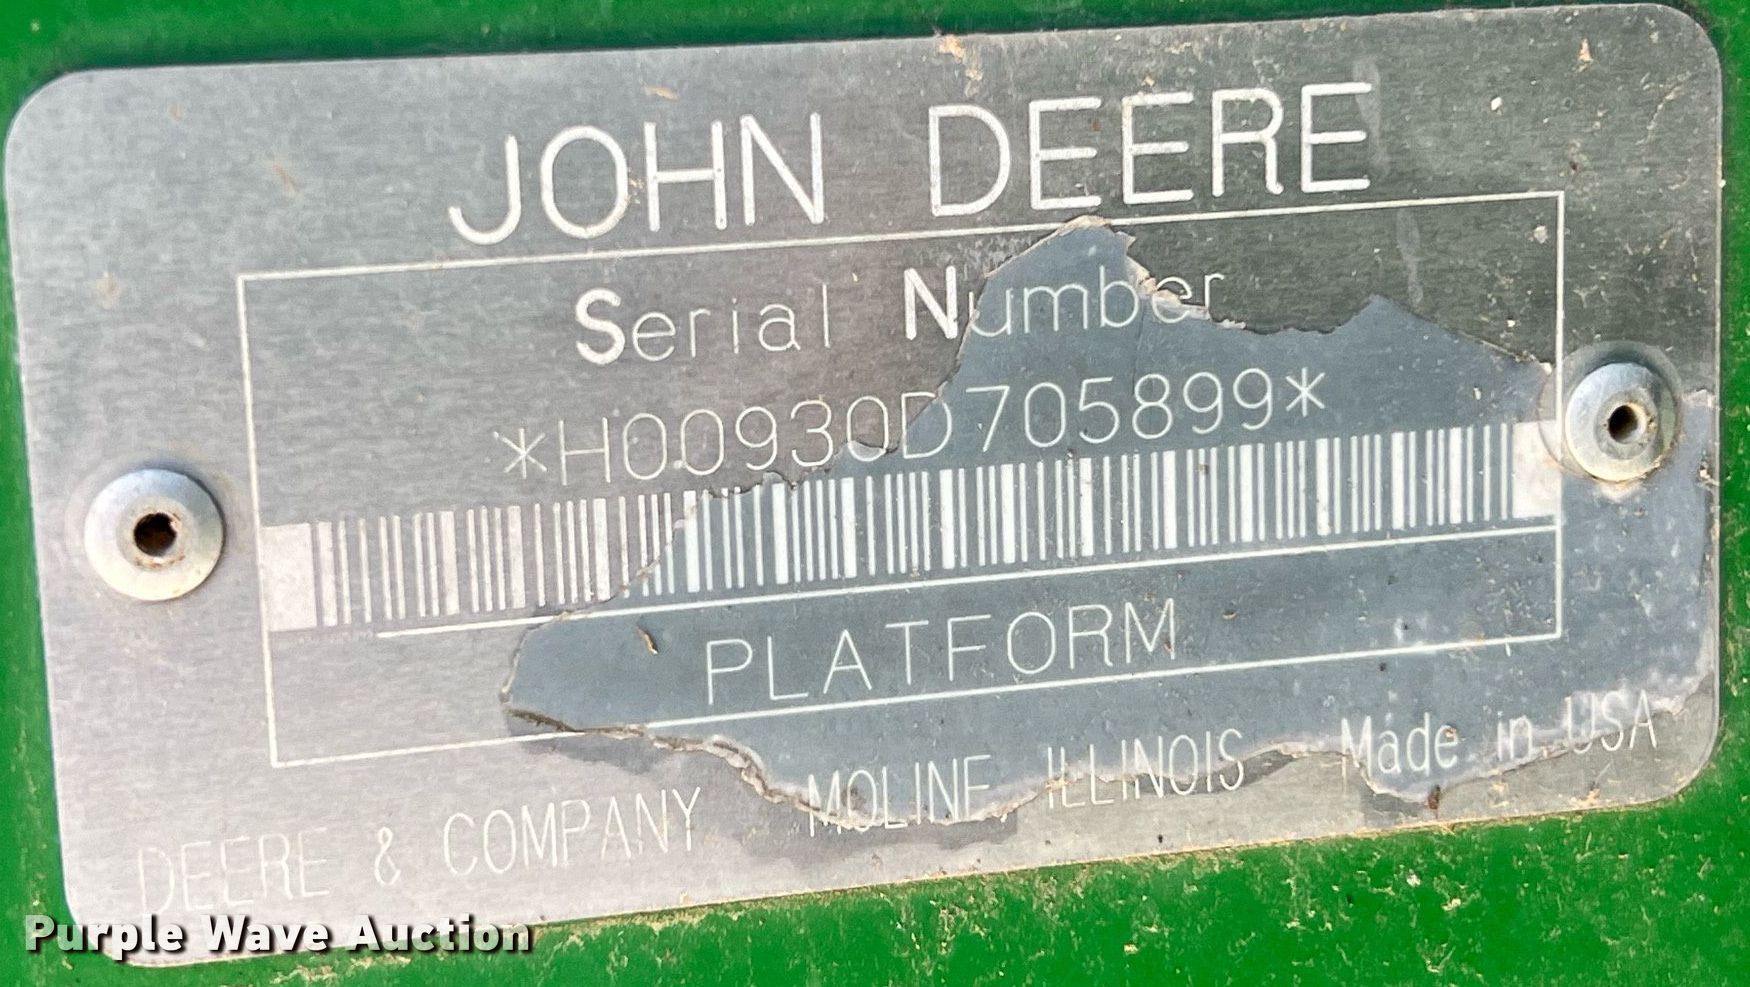 JOHN DEERE
Serial Number
*H00930D705899*
PLATFORM
DEERE & COMPANY MOLINE, ILLINOIS Made in USA
Purple Wave Auction